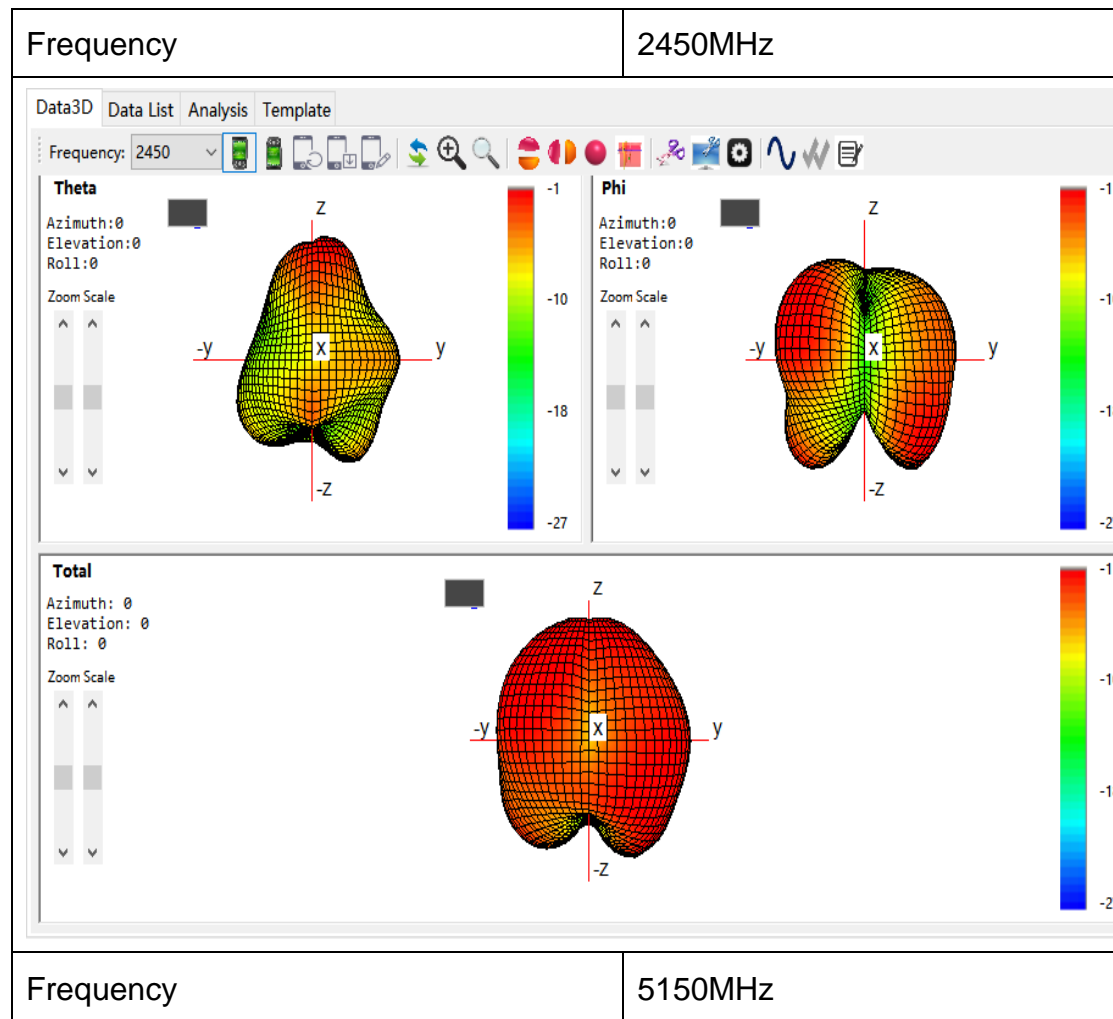 Frequency 2450MHz
Data3D Data List Analysis Template
Frequency: 2450
Theta
Azimuth:0
Elevation:0
Roll:0
Zoom Scale
Z
-y X y
-Z
-1
-10
-18
-27
Phi
Azimuth:0
Elevation:0
Roll:0
Zoom Scale
Z
-y X y
-Z
Total
Azimuth: 0
Elevation: 0
Roll: 0
Zoom Scale
Z
-y X y
-Z
Frequency 5150MHz